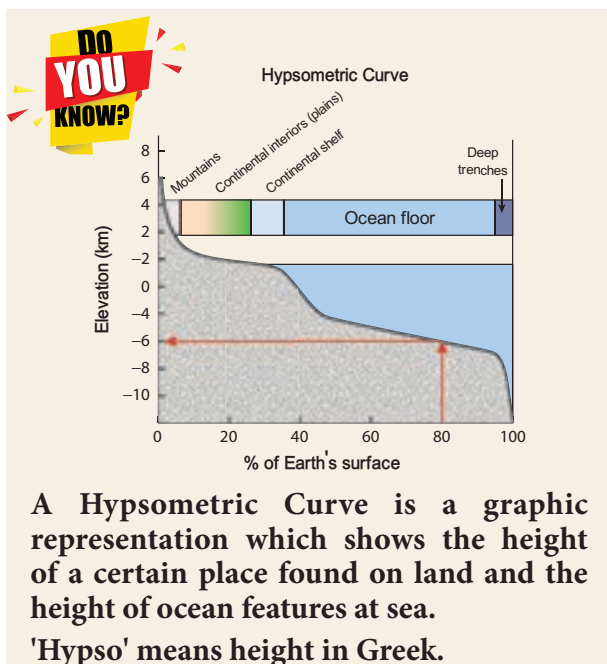 DO
YOU
KNOW?
Hypsometric Curve
Mountains
Continental interiors (plains)
Continental shelf
Deep
trenches
Ocean floor
Elevation (km)
8
6
4
2
−2
0
−4
−6
−8
−10
0 20 40 60 80 100
% of Earth's surface
A Hypsometric Curve is a graphic
representation which shows the height
of a certain place found on land and the
height of ocean features at sea.
'Hypso' means height in Greek.